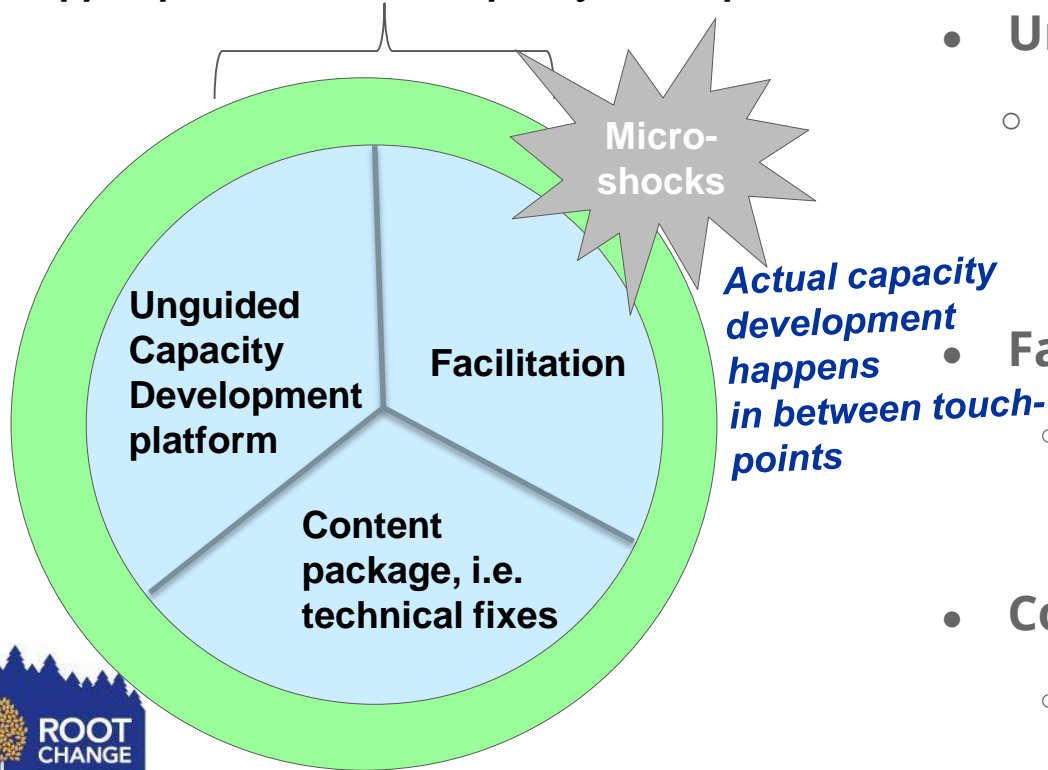 Micro-
shocks
Unguided
Capacity
Development
platform
Facilitation
Content
package, i.e.
technical fixes
Actual capacity
development
happens
in between touch-
points
ROOT
CHANGE